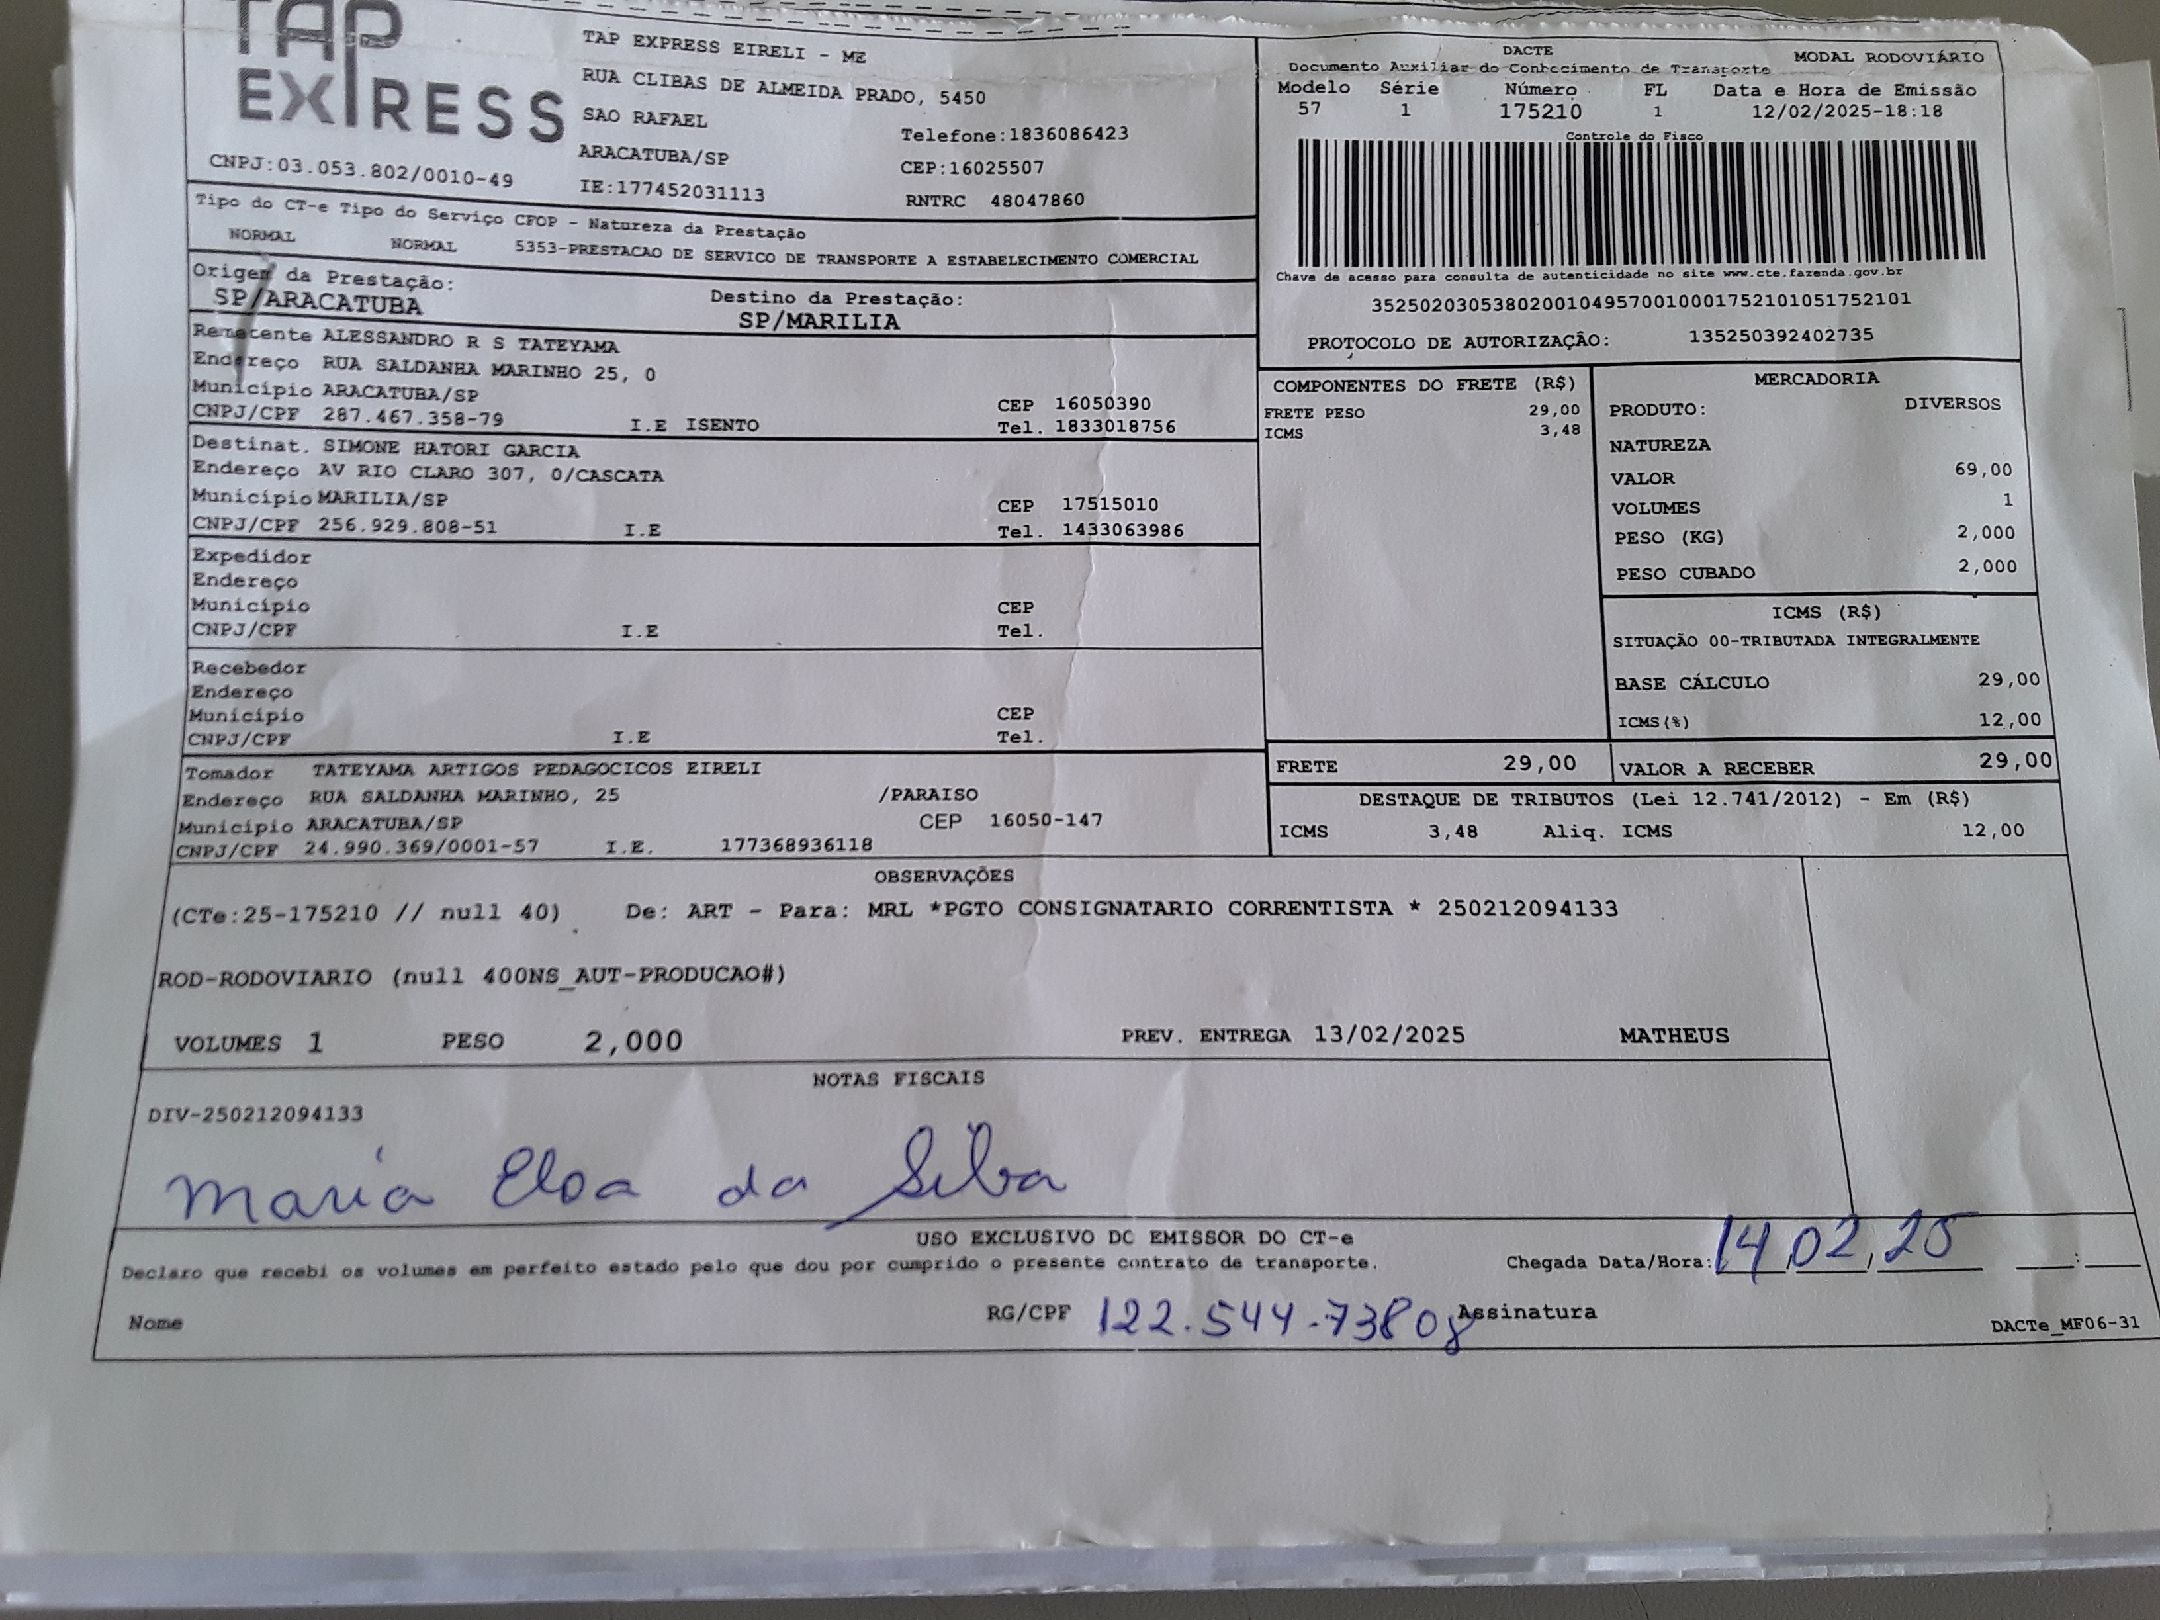 TAP
EXPRESS
CNPJ:03.053.802/0010-49
TAP EXPRESS EIRELI - ME
RUA CLIBAS DE ALMEIDA PRADO, 5450
SAO RAFAEL
Telefone:1836086423
ARACATUBA/SP
CEP:16025507
IE:177452031113
RNTRC 48047860
DACTE
MODAL RODOVIÁRIO
Documento Auxiliar do Conhecimento de Transporte
Modelo Série Número FL Data e Hora de Emissão
57 1 175210 1 12/02/2025-18:18
Controle do Fisco
Chave de acesso para consulta de autenticidade no site www.cte.fazenda.gov.br
35250203053802001049570010001752101051752101
PROTOCOLO DE AUTORIZAÇÃO: 135250392402735
Tipo do CT-e Tipo do Serviço CFOP - Natureza da Prestação
NORMAL NORMAL 5353-PRESTACAO DE SERVICO DE TRANSPORTE A ESTABELECIMENTO COMERCIAL
Origem da Prestação:
SP/ARACATUBA
Destino da Prestação:
SP/MARILIA
Remetente ALESSANDRO R S TATEYAMA
Endereço RUA SALDANHA MARINHO 25, 0
Município ARACATUBA/SP CEP 16050390
CNPJ/CPF 287.467.358-79 I.E ISENTO Tel. 1833018756
Destinat. SIMONE HATORI GARCIA
Endereço AV RIO CLARO 307, 0/CASCATA
Município MARILIA/SP CEP 17515010
CNPJ/CPF 256.929.808-51 I.E Tel. 1433063986
Expedidor
Endereço
Município CEP
CNPJ/CPF I.E Tel.
Recebedor
Endereço
Município CEP
CNPJ/CPF I.E Tel.
Tomador TATEYAMA ARTIGOS PEDAGOCICOS EIRELI
Endereço RUA SALDANHA MARINHO, 25 /PARAISO
Município ARACATUBA/SP CEP 16050-147
CNPJ/CPF 24.990.369/0001-57 I.E. 177368936118
COMPONENTES DO FRETE (R$)
FRETE PESO 29,00
ICMS 3,48
MERCADORIA
PRODUTO: DIVERSOS
NATUREZA
VALOR 69,00
VOLUMES 1
PESO (KG) 2,000
PESO CUBADO 2,000
ICMS (R$)
SITUAÇÃO 00-TRIBUTADA INTEGRALMENTE
BASE CÁLCULO 29,00
ICMS(%) 12,00
FRETE 29,00 VALOR A RECEBER 29,00
DESTAQUE DE TRIBUTOS (Lei 12.741/2012) - Em (R$)
ICMS 3,48 Aliq. ICMS 12,00
OBSERVAÇÕES
(CTe:25-175210 // null 40) De: ART - Para: MRL *PGTO CONSIGNATARIO CORRENTISTA * 250212094133
ROD-RODOVIARIO (null 400NS_AUT-PRODUCAO#)
VOLUMES 1 PESO 2,000 PREV. ENTREGA 13/02/2025 MATHEUS
NOTAS FISCAIS
DIV-250212094133
Maria Eloa da Silva
USO EXCLUSIVO DO EMISSOR DO CT-e
Declaro que recebi os volumes em perfeito estado pelo que dou por cumprido o presente contrato de transporte. Chegada Data/Hora: 14,02,25 :
Nome RG/CPF 122.544.73808 Assinatura
DACTe_MF06-31